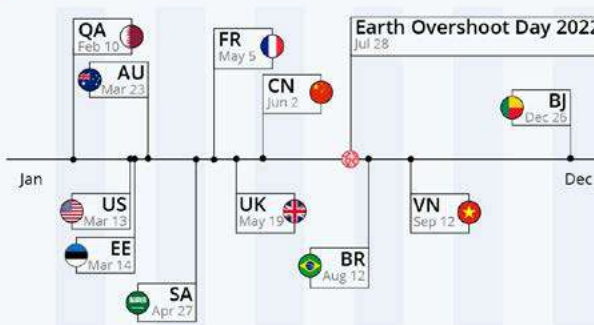 QA
Feb 10
AU
Mar 23
FR
May 5
CN
Jun 2
Earth Overshoot Day 2022
Jul 28
BJ
Dec 26
Jan
Dec
US
Mar 13
EE
Mar 14
SA
Apr 27
UK
May 19
BR
Aug 12
VN
Sep 12